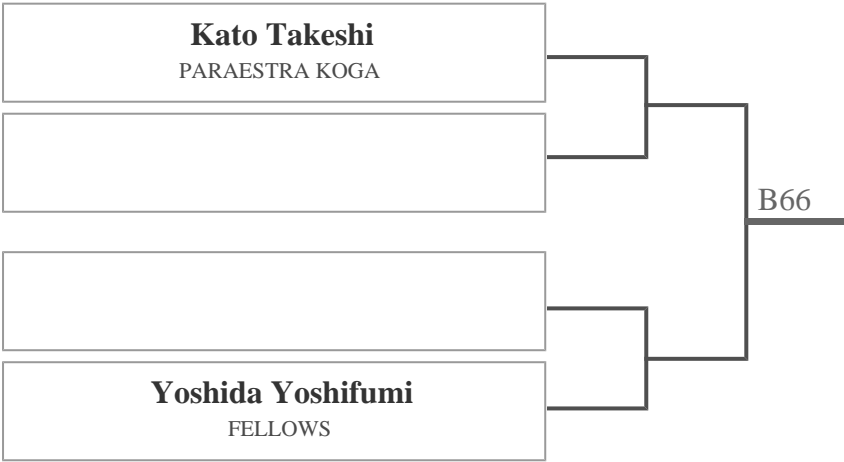 Kato Takeshi
PARAESTRA KOGA
B66
Yoshida Yoshifumi
FELLOWS